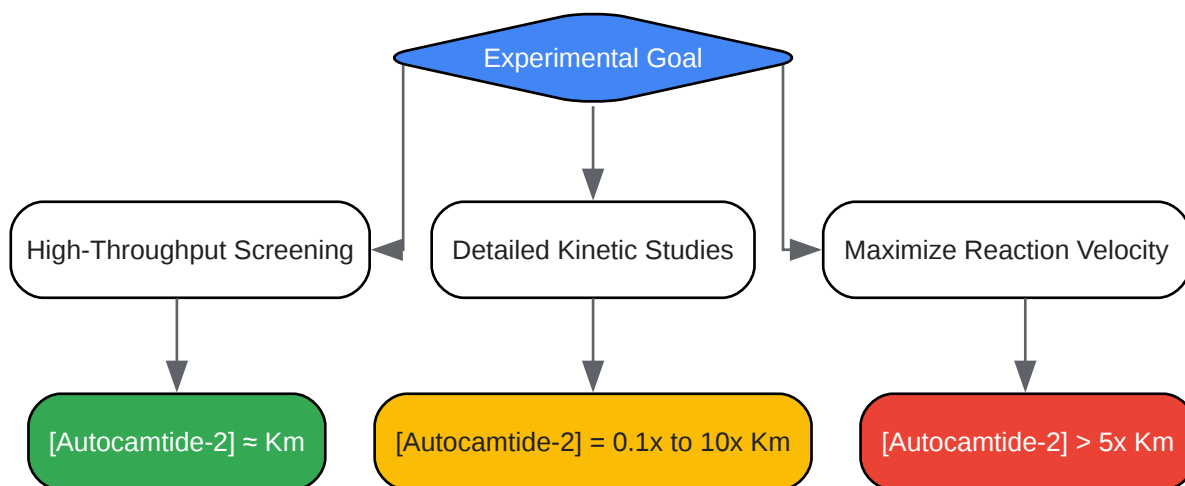 Experimental Goal
High-Throughput Screening
Detailed Kinetic Studies
Maximize Reaction Velocity
[Autocamtide-2] ≈ Km
[Autocamtide-2] = 0.1x to 10x Km
[Autocamtide-2] > 5x Km